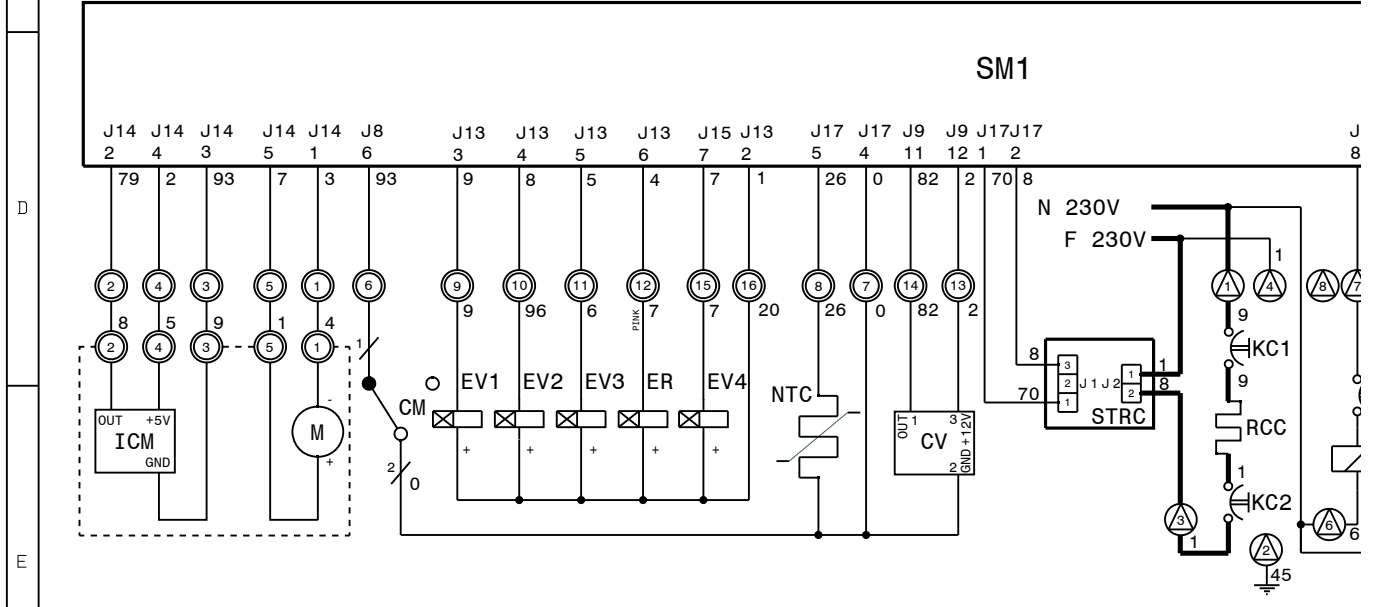 SM1
J14 J14 J14 J14 J14 J8 J13 J13 J13 J13 J15 J13 J17 J17 J9 J9 J17 J17 J
2 4 3 5 1 6 3 4 5 6 7 2 5 4 11 12 1 2 8
79 2 93 7 3 93 9 8 5 4 7 1 26 0 82 2 70 8
D
N 230V
F 230V
1
2 4 3 5 1 6 9 10 11 12 15 16 8 7 14 13 1 4 8 7
9 96 6 PINK 7 7 20 26 0 82 2 9
8 5 9 1 4
2 4 3 5 1 1 KC1
8 3 1 1
2 J1 J2 8
70 1 2 9
STRC
CM EV1 EV2 EV3 ER EV4 NTC
OUT +5V - OUT 1 3 +12V
ICM M CV RCC
GND + + + + + + 2 GND
2 0 1
KC2
3 1 6 6
2
45
E